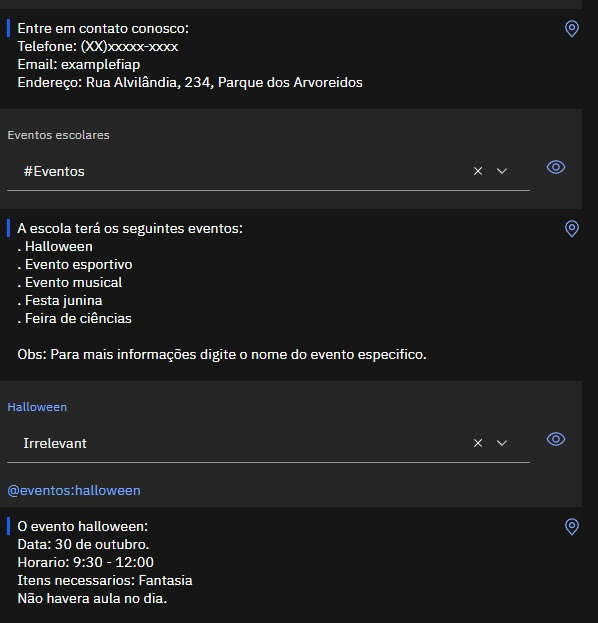 Entre em contato conosco:
Telefone: (XX)xxxxx-xxxx
Email: examplefiap
Endereço: Rua Alvilândia, 234, Parque dos Arvoreidos
Eventos escolares
#Eventos
A escola terá os seguintes eventos:
. Halloween
. Evento esportivo
. Evento musical
. Festa junina
. Feira de ciências
Obs: Para mais informações digite o nome do evento especifico.
Halloween
Irrelevant
@eventos:halloween
O evento halloween:
Data: 30 de outubro.
Horario: 9:30 - 12:00
Itens necessarios: Fantasia
Não havera aula no dia.